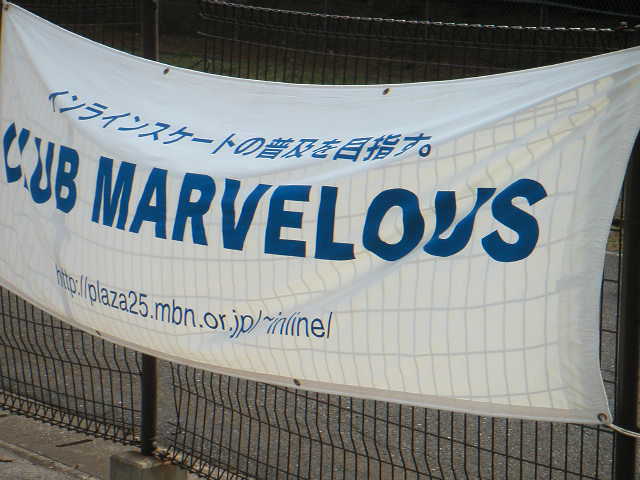 インラインスケートの普及を目指す。
CLUB MARVELOUS
http://plaza25.mbn.or.jp/~inline/